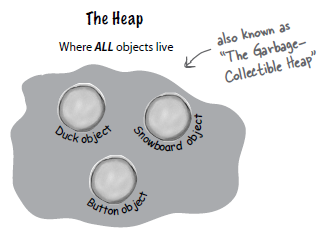 The Heap
Where ALL objects live
also known as
"The Garbage-
Collectible Heap"
Duck object
Snowboard object
Button object